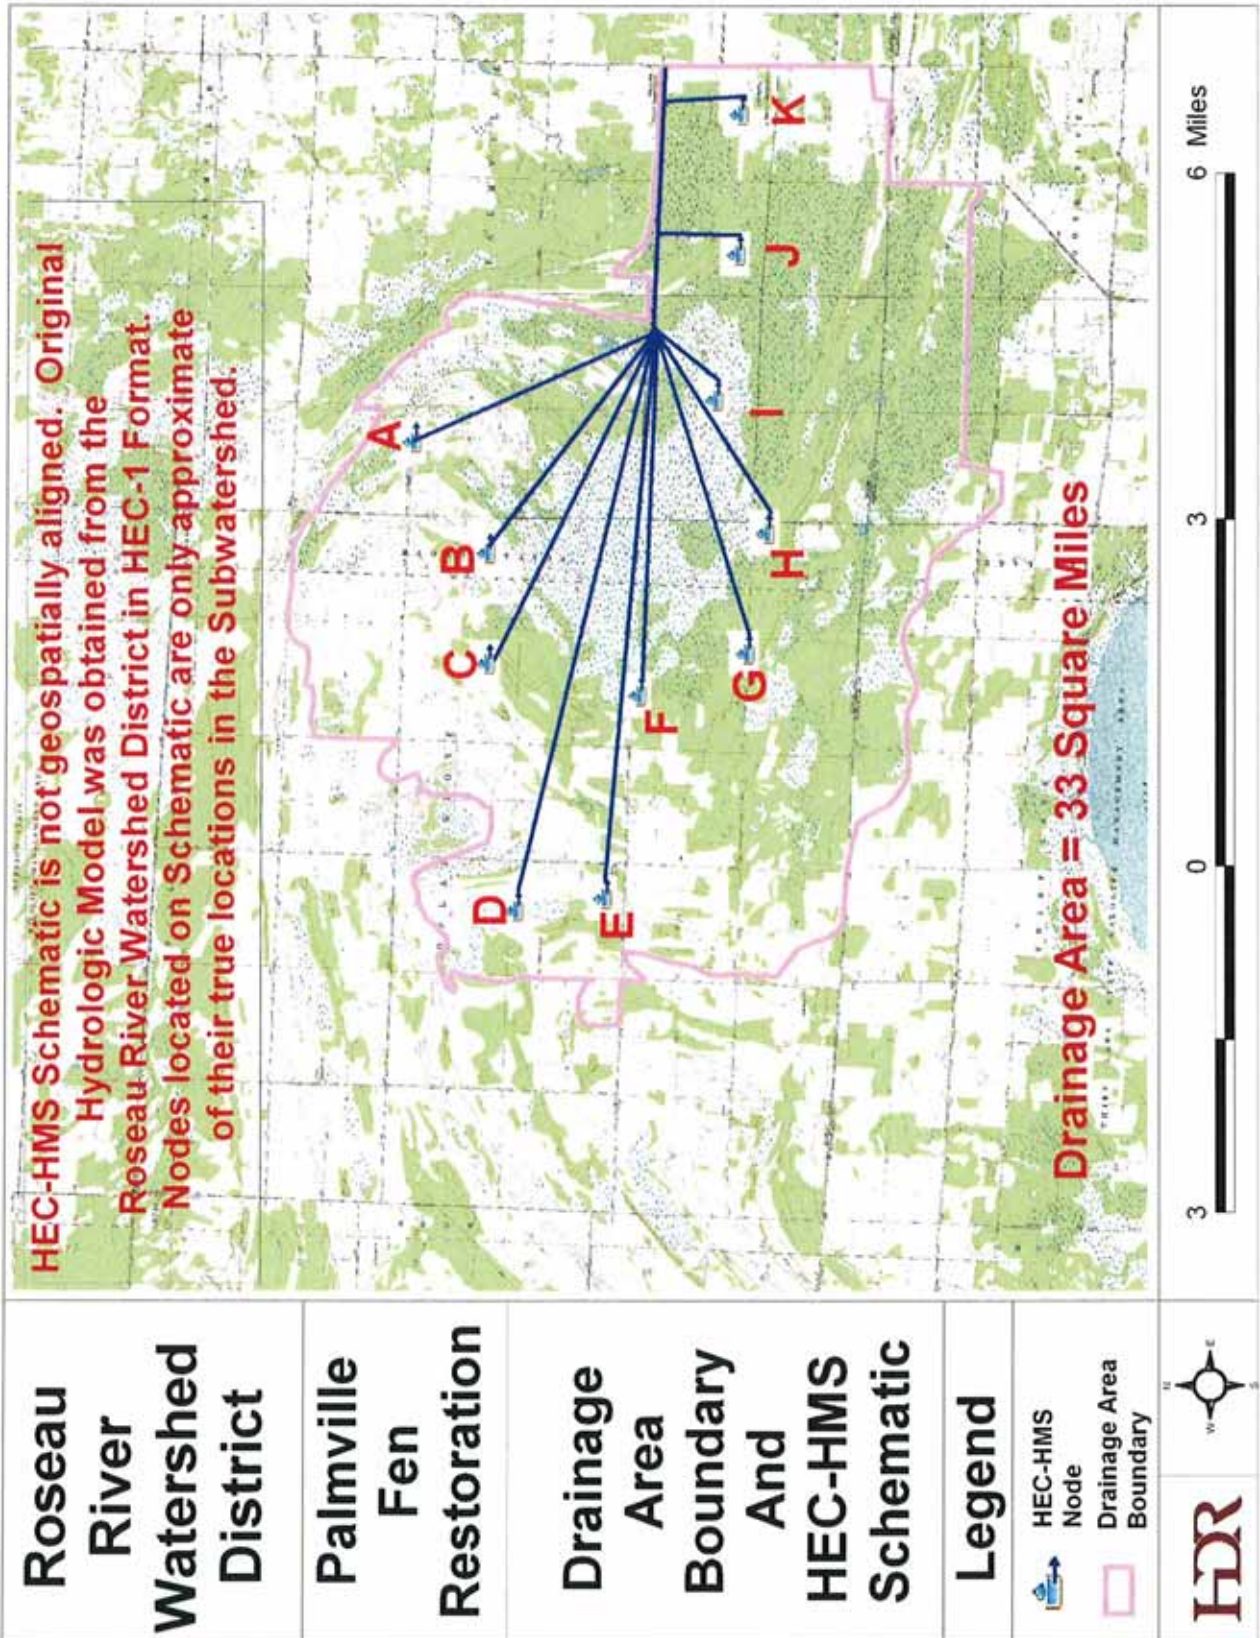 Roseau
River
Watershed
District
Palmville
Fen
Restoration
Drainage
Area
Boundary
And
HEC-HMS
Schematic
Legend
HEC-HMS
Node
Drainage Area
Boundary
HDR
N
W
E
S
HEC-HMS Schematic is not geospatially aligned. Original
Hydrologic Model was obtained from the
Roseau River Watershed District in HEC-1 Format.
Nodes located on Schematic are only approximate
of their true locations in the Subwatershed.
A
B
C
D
E
F
G
H
I
J
K
Drainage Area = 33 Square Miles
3
0
3
6 Miles